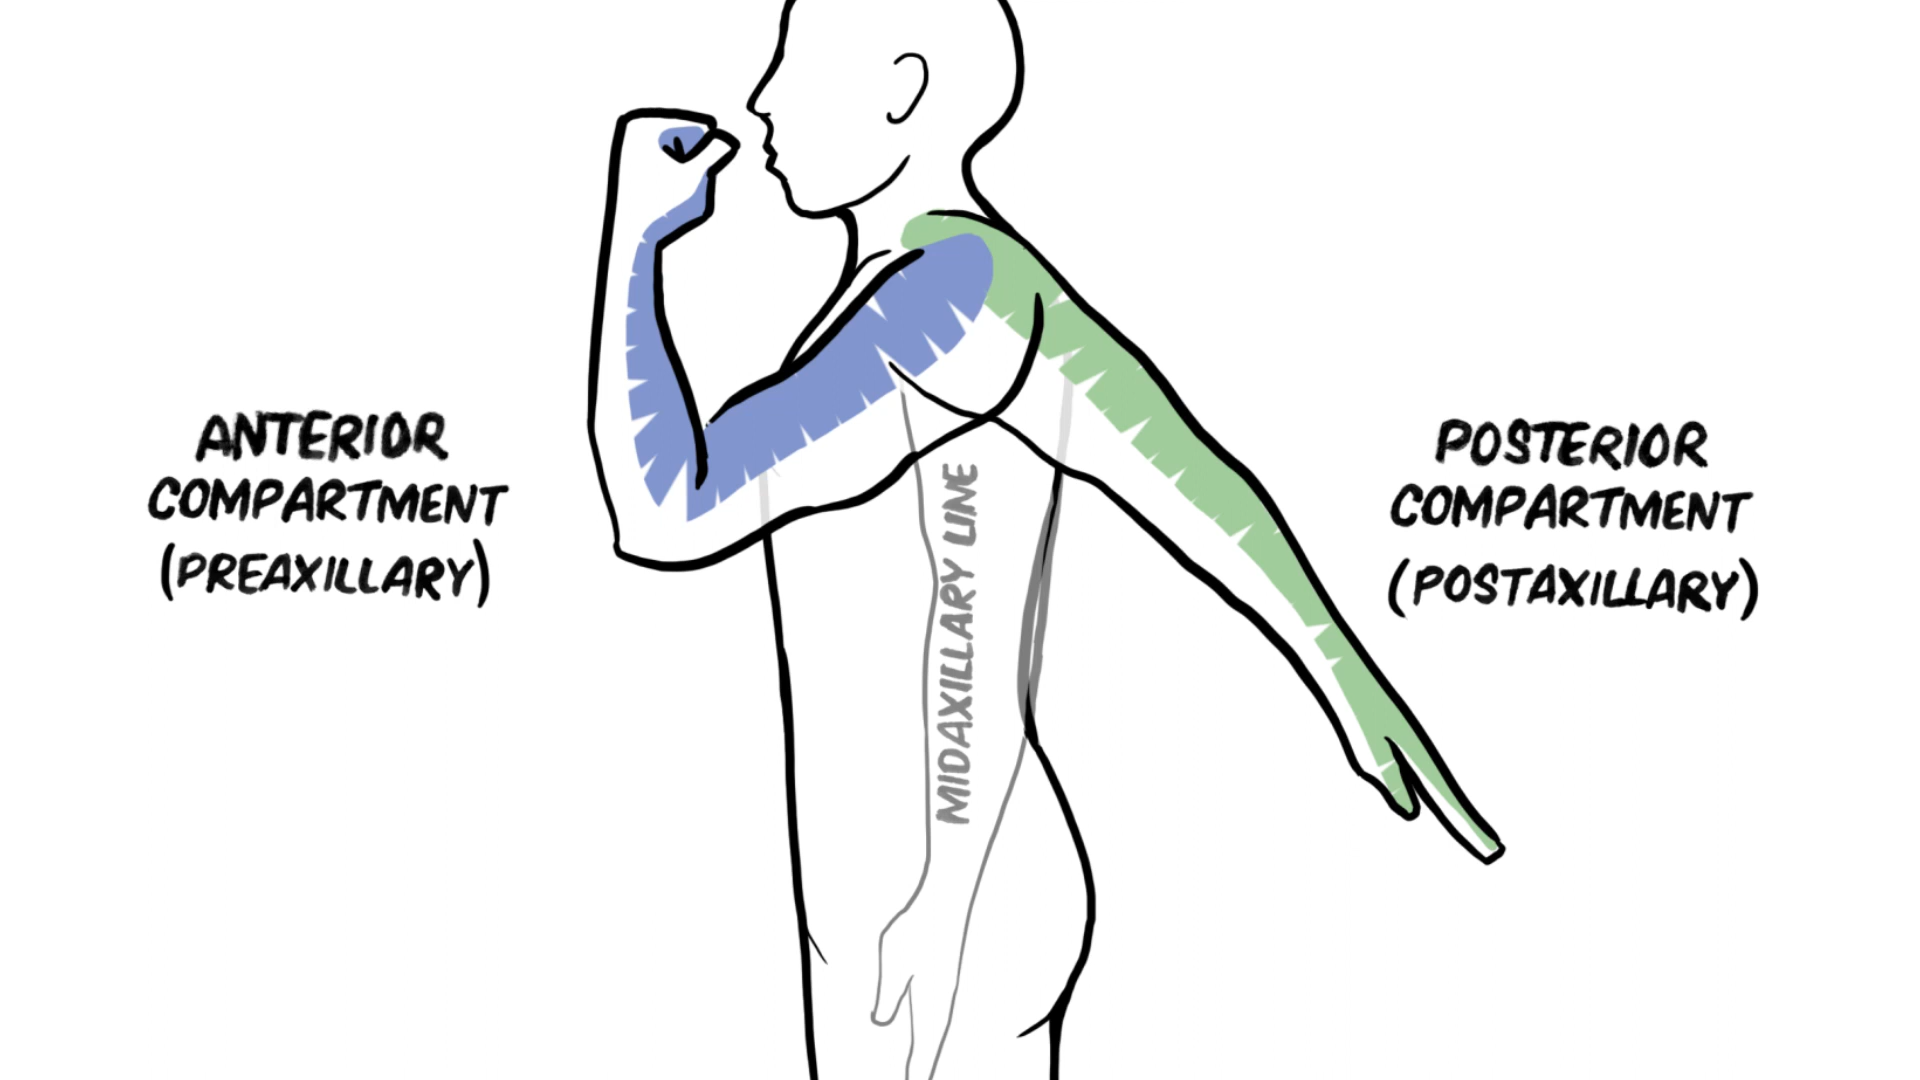 ANTERIOR
COMPARTMENT
(PREAXILLARY)
MIDAXILLARY LINE
POSTERIOR
COMPARTMENT
(POSTAXILLARY)